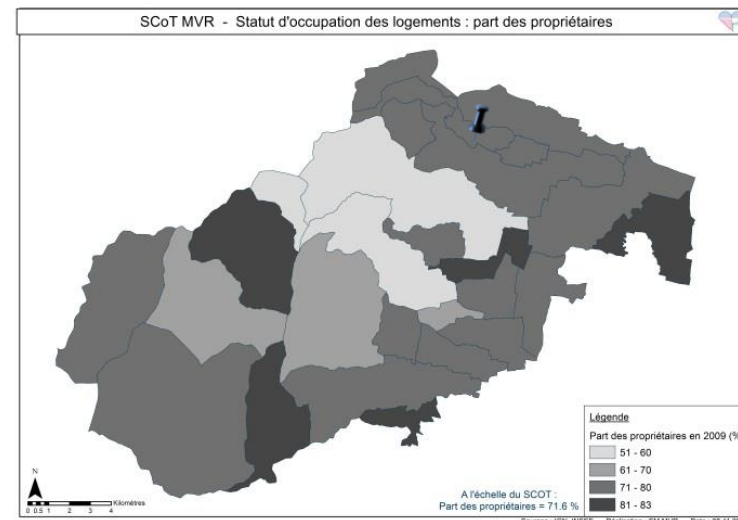 SCoT MVR - Statut d'occupation des logements : part des propriétaires
Légende
Part des propriétaires en 2009 (%
51 - 60
61 - 70
71 - 80
81 - 83
N
0 0.5 1 2 3 4
Kilomètres
A l'échelle du SCOT :
Part des propriétaires = 71.6 %